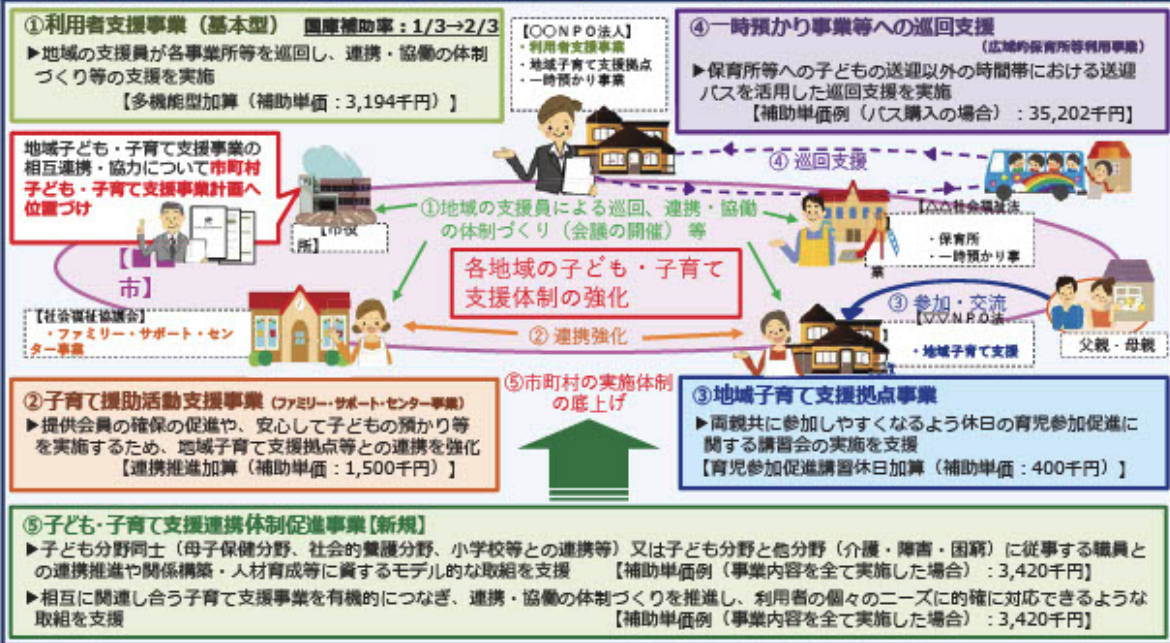 ①利用者支援事業（基本型） 国庫補助率：1/3→2/3
▶地域の支援員が各事業所等を巡回し、連携・協働の体制
づくり等の支援を実施
【多機能型加算（補助単価：3,194千円）】
【○○ＮＰＯ法人】
・利用者支援事業
・地域子育て支援拠点
・一時預かり事業
④一時預かり事業等への巡回支援
（広域的保育所等利用事業）
▶保育所等への子どもの送迎以外の時間帯における送迎
バスを活用した巡回支援を実施
【補助単価例（バス購入の場合）：35,202千円】
地域子ども・子育て支援事業の
相互連携・協力について市町村
子ども・子育て支援事業計画へ
位置づけ
④ 巡回支援
【市役
所】
①地域の支援員による巡回、連携・協働
の体制づくり（会議の開催）等
【△△社会福祉法
・保育所
・一時預かり事
業
【
市】
各地域の子ども・子育て
支援体制の強化
③ 参加・交流
【社会福祉協議会】
・ファミリー・サポート・セン
ター事業
② 連携強化
【▽▽ＮＰＯ法
・地域子育て支援
父親・母親
⑤市町村の実施体制
の底上げ
②子育て援助活動支援事業（ファミリー・サポート・センター事業）
▶提供会員の確保の促進や、安心して子どもの預かり等
を実施するため、地域子育て支援拠点等との連携を強化
【連携推進加算（補助単価：1,500千円）】
③地域子育て支援拠点事業
▶両親共に参加しやすくなるよう休日の育児参加促進に
関する講習会の実施を支援
【育児参加促進講習休日加算（補助単価：400千円）】
⑤子ども・子育て支援連携体制促進事業【新規】
▶子ども分野同士（母子保健分野、社会的養護分野、小学校等との連携等）又は子ども分野と他分野（介護・障害・困窮）に従事する職員と
の連携推進や関係構築・人材育成等に資するモデル的な取組を支援 【補助単価例（事業内容を全て実施した場合）：3,420千円】
▶相互に関連し合う子育て支援事業を有機的につなぎ、連携・協働の体制づくりを推進し、利用者の個々のニーズに的確に対応できるような
取組を支援 【補助単価例（事業内容を全て実施した場合）：3,420千円】